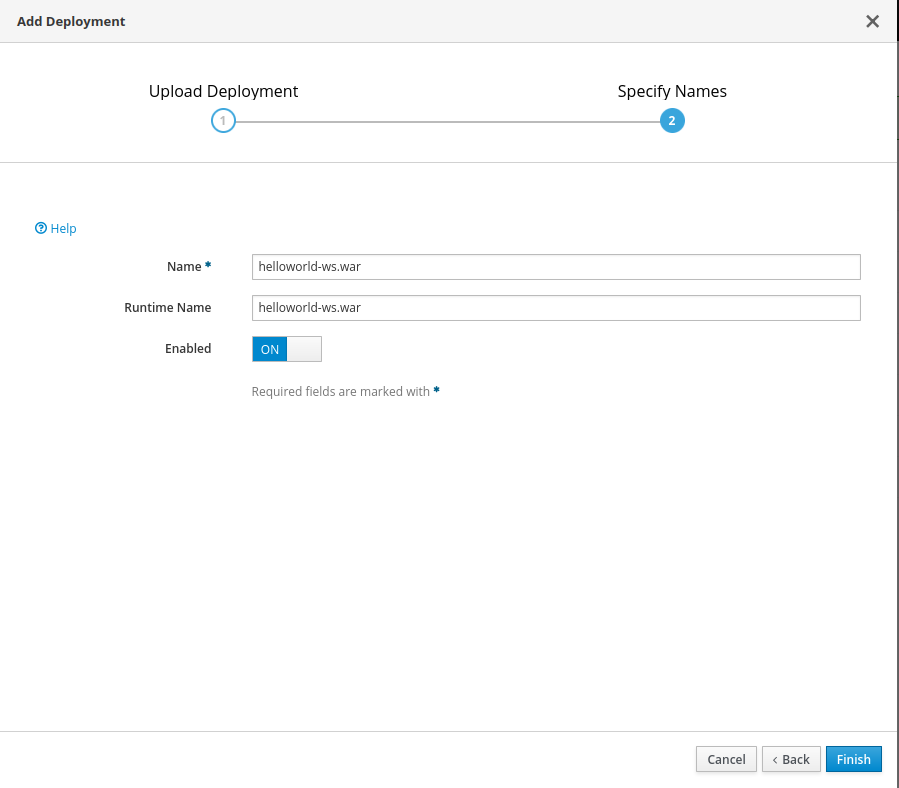 Add Deployment
Upload Deployment
Specify Names
1
2
Help
Name *
helloworld-ws.war
Runtime Name
helloworld-ws.war
Enabled
ON
Required fields are marked with *
Cancel
‹ Back
Finish